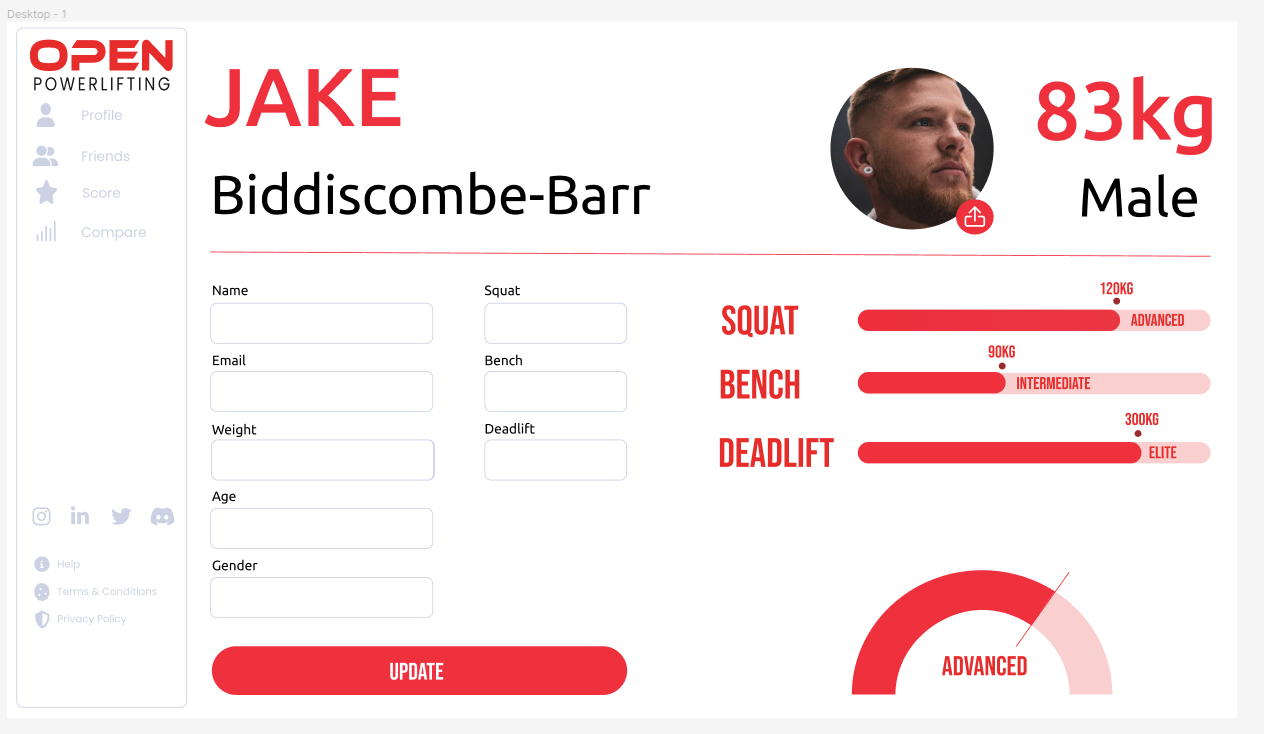 Desktop - 1
OPEN
POWERLIFTING
Profile
Friends
Score
Compare
Help
Terms & Conditions
Privacy Policy
JAKE
Biddiscombe-Barr
83kg
Male
Name
Email
Weight
Age
Gender
Squat
Bench
Deadlift
UPDATE
SQUAT
120KG
ADVANCED
BENCH
90KG
INTERMEDIATE
DEADLIFT
300KG
ELITE
ADVANCED